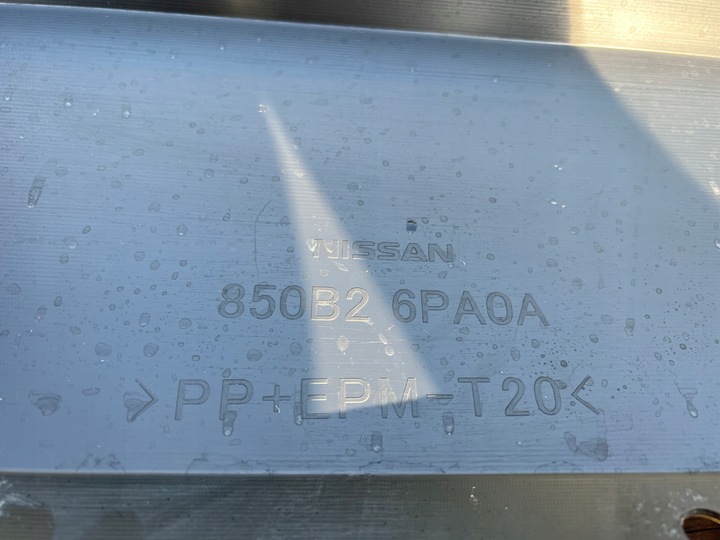 NISSAN
850B2 6PA0A
>PP+EPM-T20<